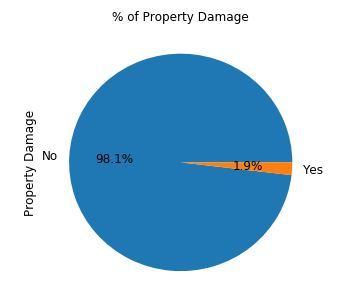 % of Property Damage
Property Damage
No
98.1%
1.9%
Yes